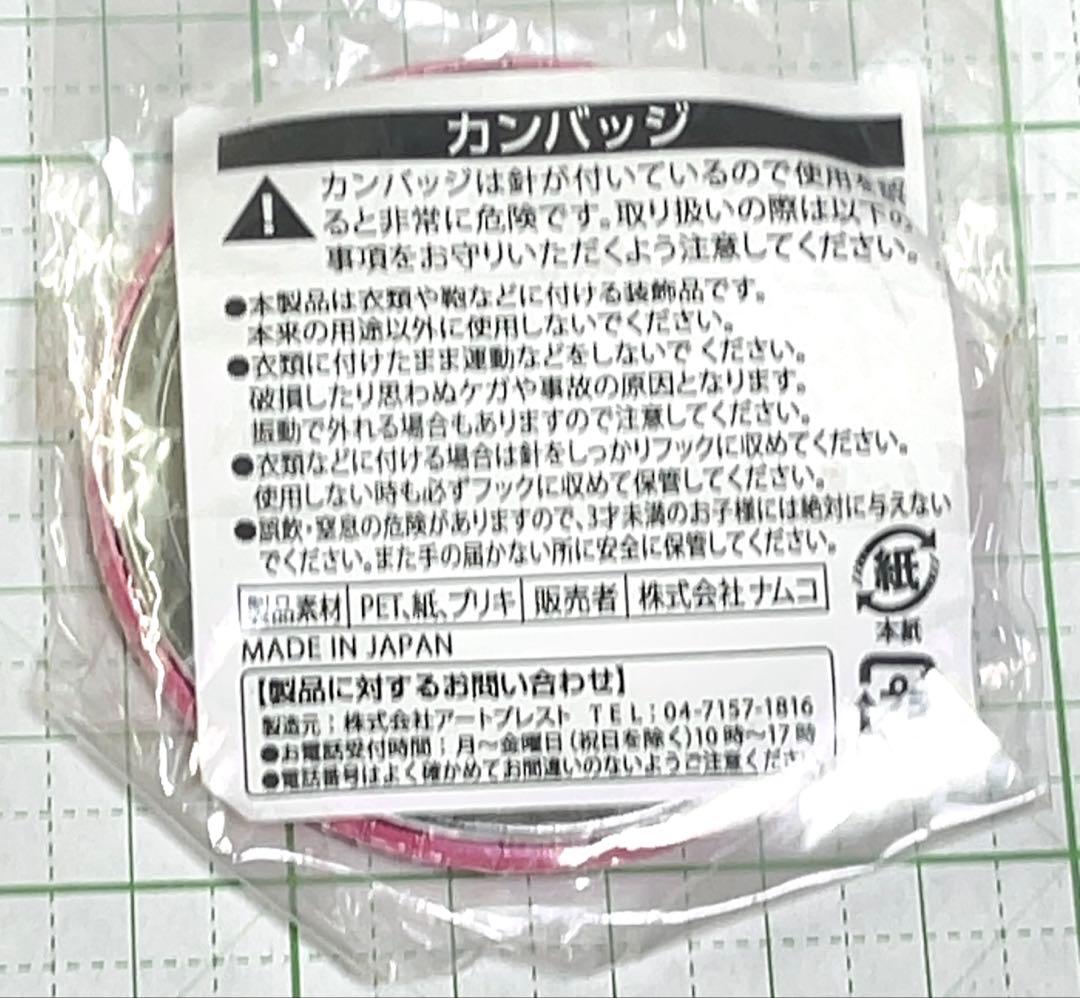 カンバッジ
カンバッジは針が付いているので使用を誤
ると非常に危険です。取り扱いの際は以下の
事項をお守りいただくよう注意してください。
●本製品は衣類や鞄などに付ける装飾品です。
本来の用途以外に使用しないでください。
●衣類に付けたまま運動などをしないでください。
破損したり思わぬケガや事故の原因となります。
振動で外れる場合もありますので注意してください。
●衣類などに付ける場合は針をしっかりフックに収めてください。
使用しない時も必ずフックに収めて保管してください。
●誤飲・窒息の危険がありますので、3才未満のお子様には絶対に与えない
でください。また手の届かない所に安全に保管してください。
製品素材 PET、紙、ブリキ 販売者 株式会社ナムコ
紙
本紙
MADE IN JAPAN
【製品に対するお問い合わせ】
製造元：株式会社アートプレスト TEL：04-7157-1816
●お電話受付時間：月～金曜日（祝日を除く）10時～17時
●電話番号はよく確かめてお間違いのないようご注意くださ